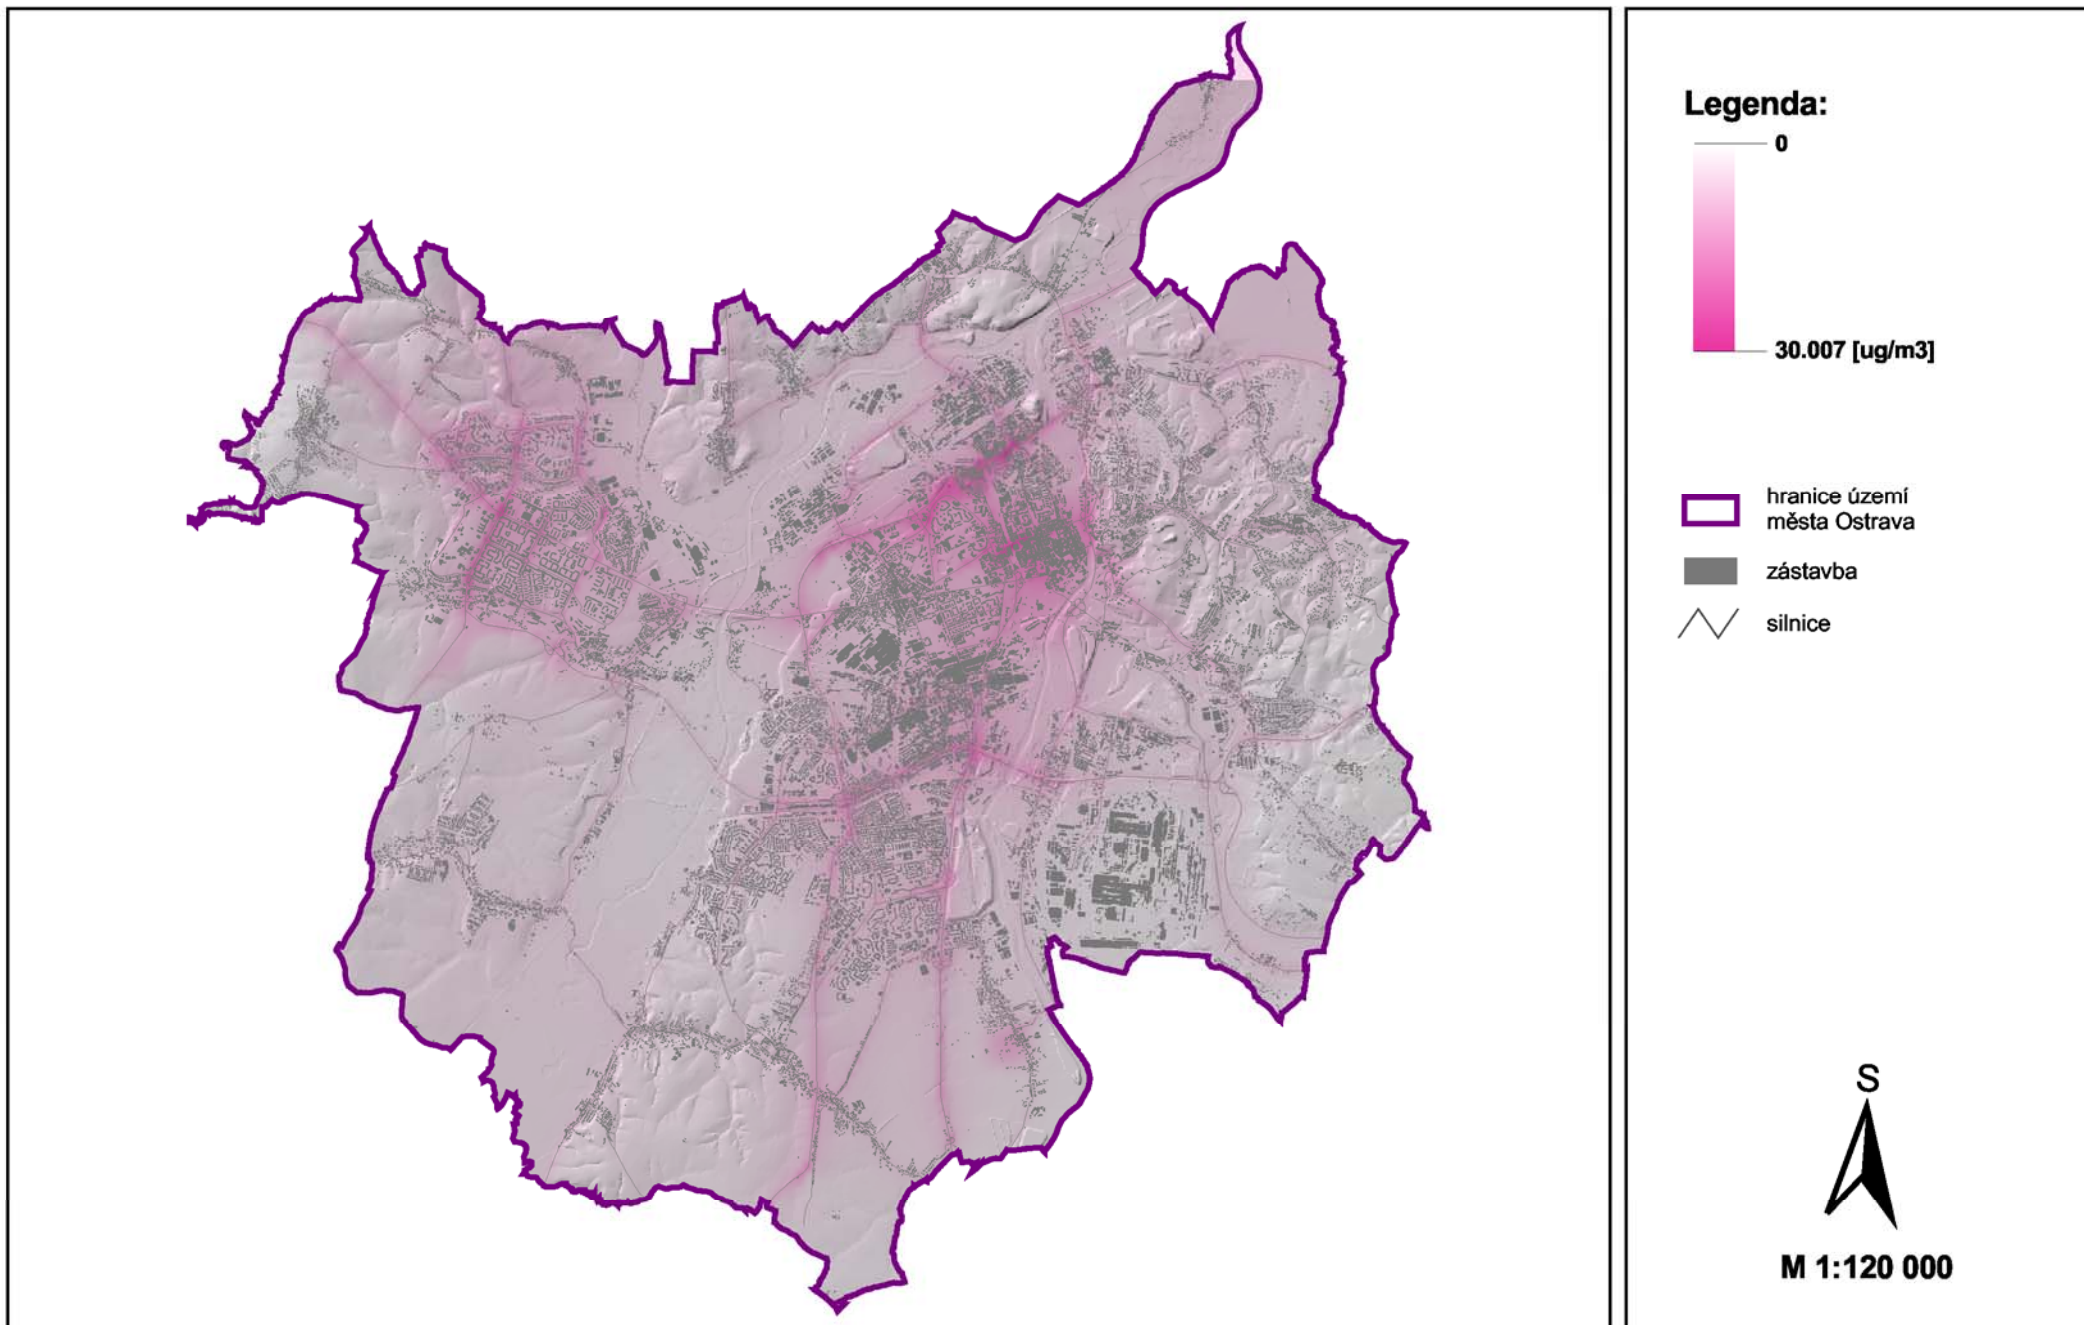 Legenda:
0
30.007 [ug/m3]
hranice území
města Ostrava
zástavba
silnice
S
M 1:120 000